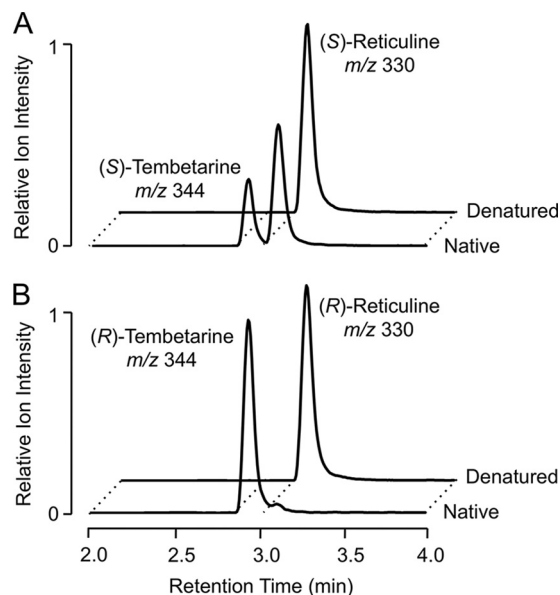 A
(S)-Reticuline
m/z 330
1
Relative Ion Intensity
(S)-Tembetarine
m/z 344
Denatured
0
Native
B
(R)-Reticuline
m/z 330
1
(R)-Tembetarine
m/z 344
Relative Ion Intensity
Denatured
0
Native
2.0 2.5 3.0 3.5 4.0
Retention Time (min)